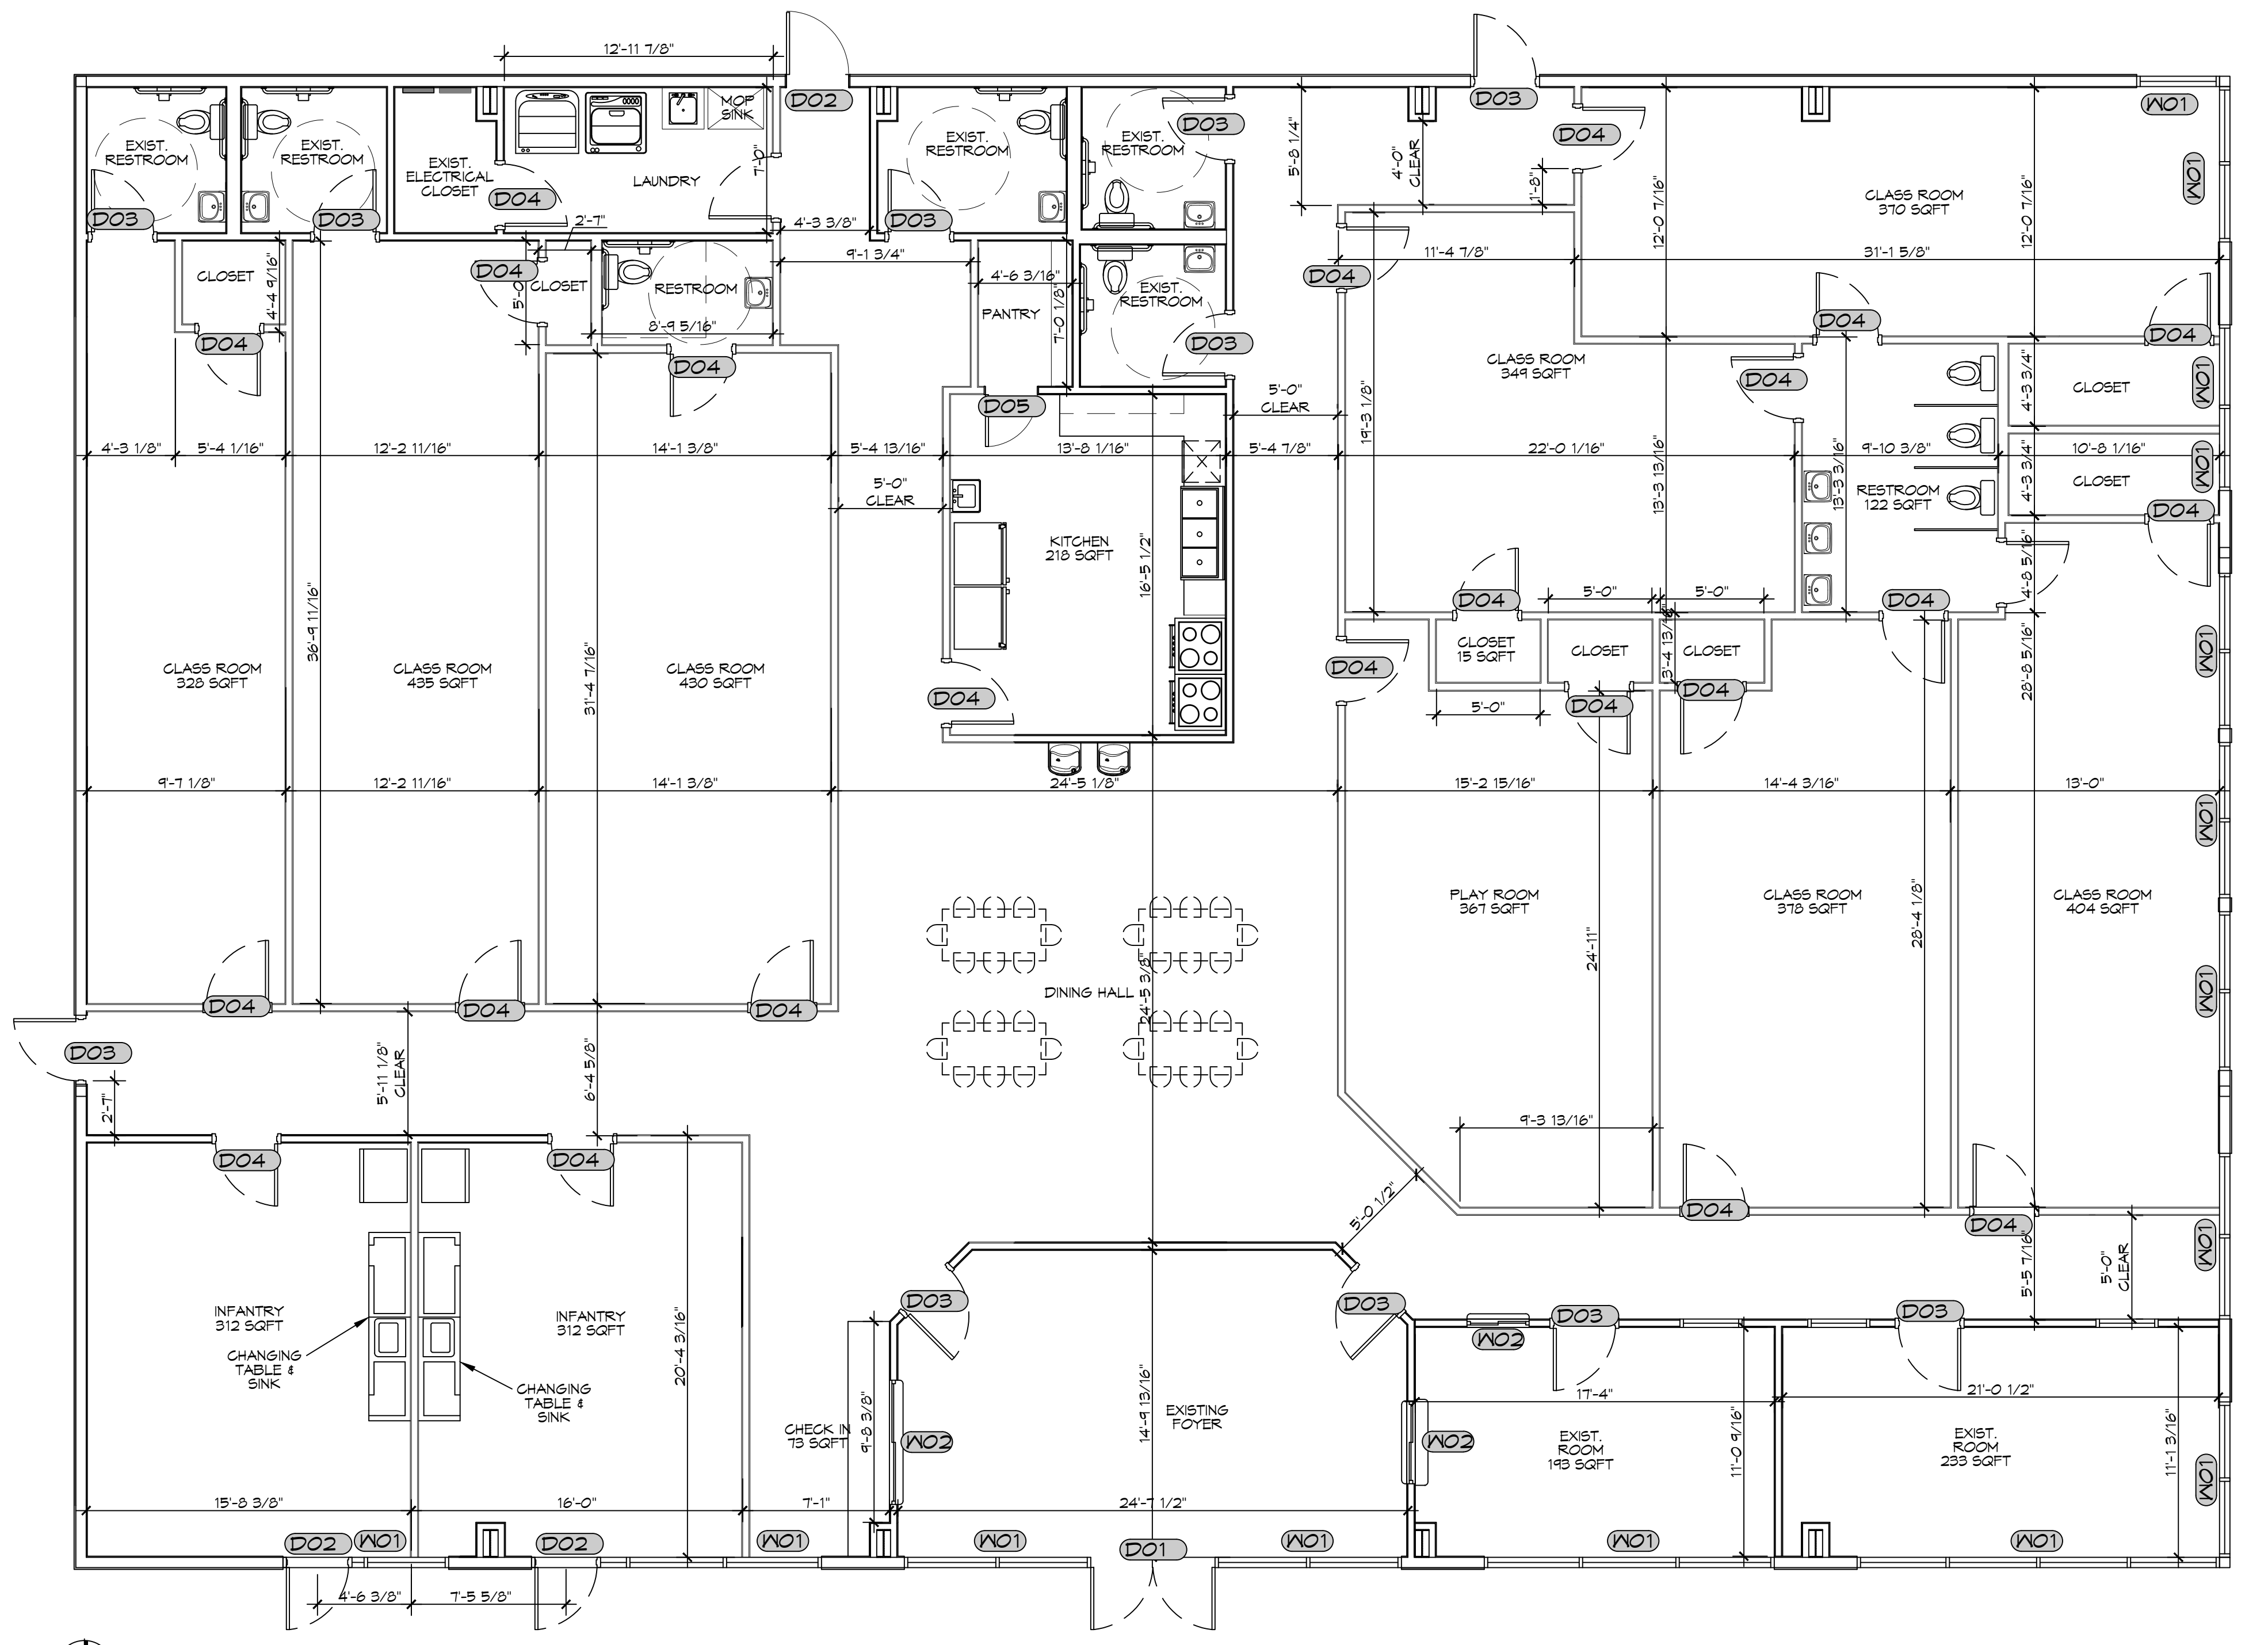 12'-11 7/8"
D02
D03
W01
MOP
SINK
EXIST.
RESTROOM
EXIST.
RESTROOM
EXIST.
ELECTRICAL
CLOSET
LAUNDRY
7'-0"
EXIST.
RESTROOM
EXIST.
RESTROOM
D03
5'-8 1/4"
4'-0"
CLEAR
D04
1'-8"
12'-0 7/16"
CLASS ROOM
370 SQFT
12'-0 7/16"
W01
D03
D03
D04
2'-7"
4'-3 3/8"
D03
9'-1 3/4"
11'-4 7/8"
31'-1 5/8"
CLOSET
4'-4 9/16"
D04
5'-0"
CLOSET
RESTROOM
4'-6 3/16"
PANTRY
7'-0 1/8"
EXIST.
RESTROOM
D04
8'-9 5/16"
D04
D04
D03
D04
D04
CLASS ROOM
349 SQFT
D04
D05
5'-0"
CLEAR
19'-3 1/8"
4'-3 3/4"
CLOSET
W01
4'-3 1/8"
5'-4 1/16"
12'-2 11/16"
14'-1 3/8"
5'-4 13/16"
13'-8 1/16"
5'-4 7/8"
22'-0 1/16"
9'-10 3/8"
10'-8 1/16"
W01
5'-0"
CLEAR
13'-3 13/16"
13'-3 3/16"
RESTROOM
122 SQFT
4'-3 3/4"
CLOSET
D04
KITCHEN
218 SQFT
16'-5 1/2"
4'-8 5/16"
36'-9 11/16"
D04
5'-0"
5'-0"
D04
CLASS ROOM
328 SQFT
CLASS ROOM
435 SQFT
31'-4 7/16"
CLASS ROOM
430 SQFT
D04
D04
CLOSET
15 SQFT
CLOSET
3'-4 13/16"
CLOSET
28'-8 5/16"
W01
D04
D04
5'-0"
9'-7 1/8"
12'-2 11/16"
14'-1 3/8"
24'-5 1/8"
15'-2 15/16"
14'-4 3/16"
13'-0"
W01
PLAY ROOM
367 SQFT
24'-11"
CLASS ROOM
378 SQFT
28'-4 1/8"
CLASS ROOM
404 SQFT
DINING HALL
24'-5 3/8"
W01
D04
D04
D04
D03
5'-11 1/8"
CLEAR
6'-4 5/8"
2'-7"
9'-3 13/16"
D04
D04
5'-0 1/2"
D04
D04
5'-5 7/16"
5'-0"
CLEAR
W01
D03
D03
D03
D03
W02
INFANTRY
312 SQFT
INFANTRY
312 SQFT
CHANGING
TABLE &
SINK
CHANGING
TABLE &
SINK
20'-4 3/16"
CHECK IN
73 SQFT
9'-8 3/8"
W02
14'-9 13/16"
EXISTING
FOYER
W02
17'-4"
21'-0 1/2"
EXIST.
ROOM
193 SQFT
11'-0 9/16"
EXIST.
ROOM
233 SQFT
11'-1 3/16"
W01
15'-8 3/8"
16'-0"
7'-1"
24'-7 1/2"
D02
W01
D02
W01
W01
D01
W01
W01
W01
4'-6 3/8"
7'-5 5/8"